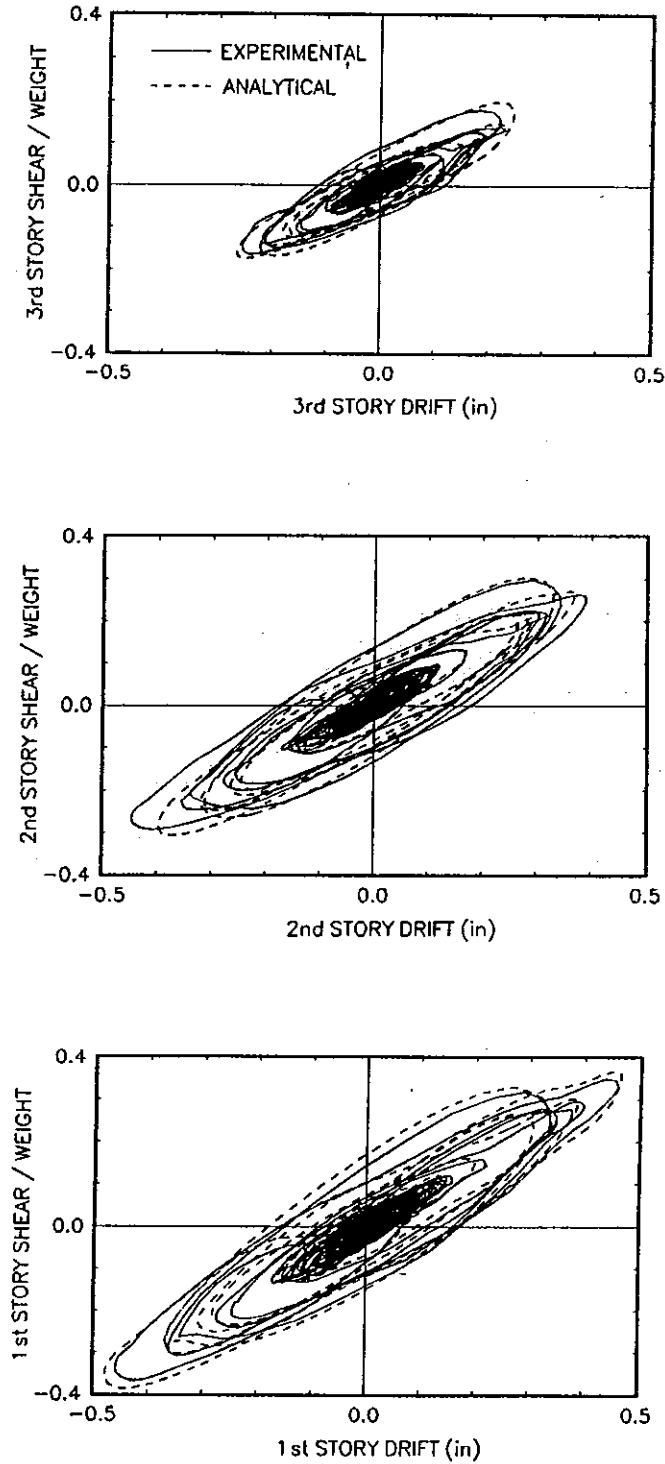 0.4
EXPERIMENTAL
ANALYTICAL
3rd STORY SHEAR / WEIGHT
0.0
−0.4
−0.5
0.0
0.5
3rd STORY DRIFT (in)
0.4
2nd STORY SHEAR / WEIGHT
0.0
−0.4
−0.5
0.0
0.5
2nd STORY DRIFT (in)
0.4
1st STORY SHEAR / WEIGHT
0.0
−0.4
−0.5
0.0
0.5
1st STORY DRIFT (in)